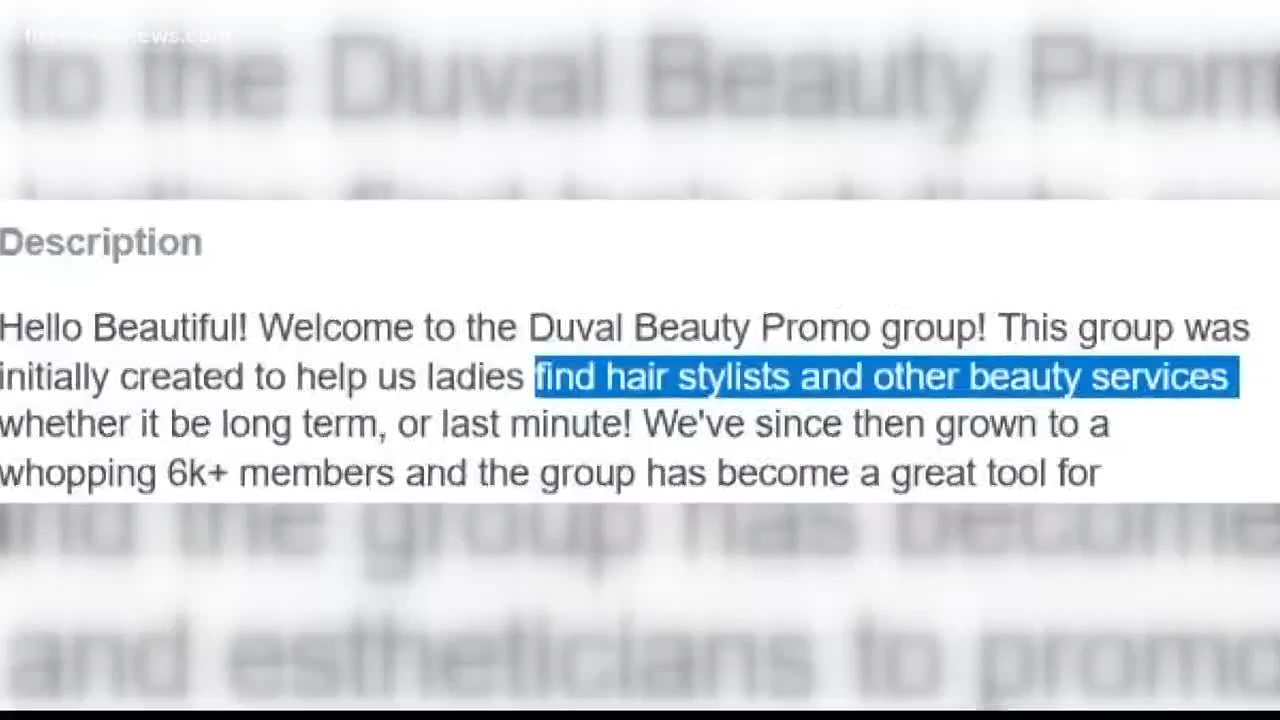 to the Duval Beauty Prom
Description
Hello Beautiful! Welcome to the Duval Beauty Promo group! This group was
initially created to help us ladies find hair stylists and other beauty services
whether it be long term, or last minute! We've since then grown to a
whopping 6k+ members and the group has become a great tool for
and the group has become
and estheticians to promo